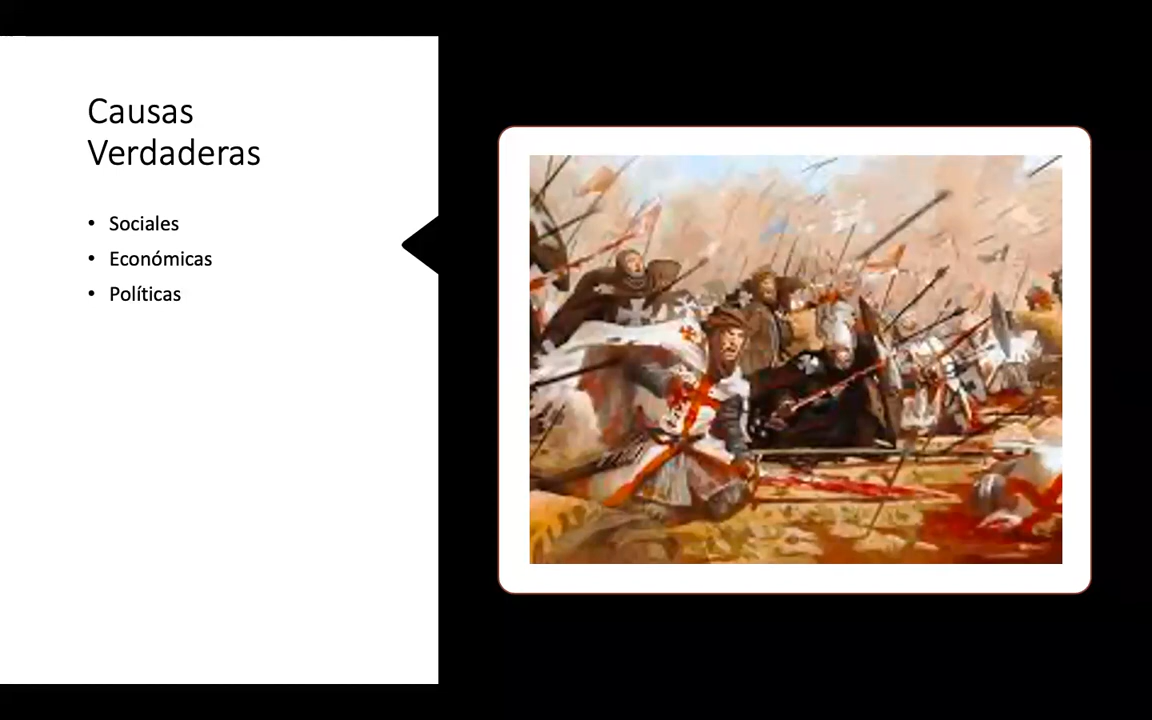 Causas
Verdaderas
• Sociales
• Económicas
• Políticas